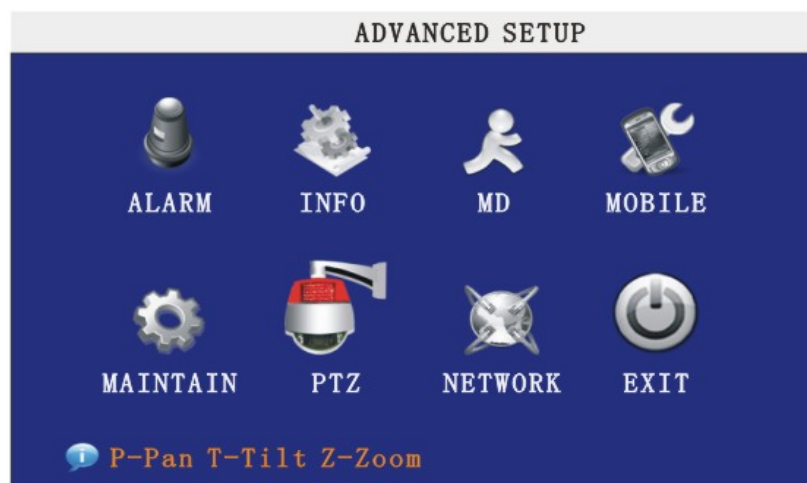 ADVANCED SETUP
ALARM INFO MD MOBILE
MAINTAIN PTZ NETWORK EXIT
P-Pan T-Tilt Z-Zoom